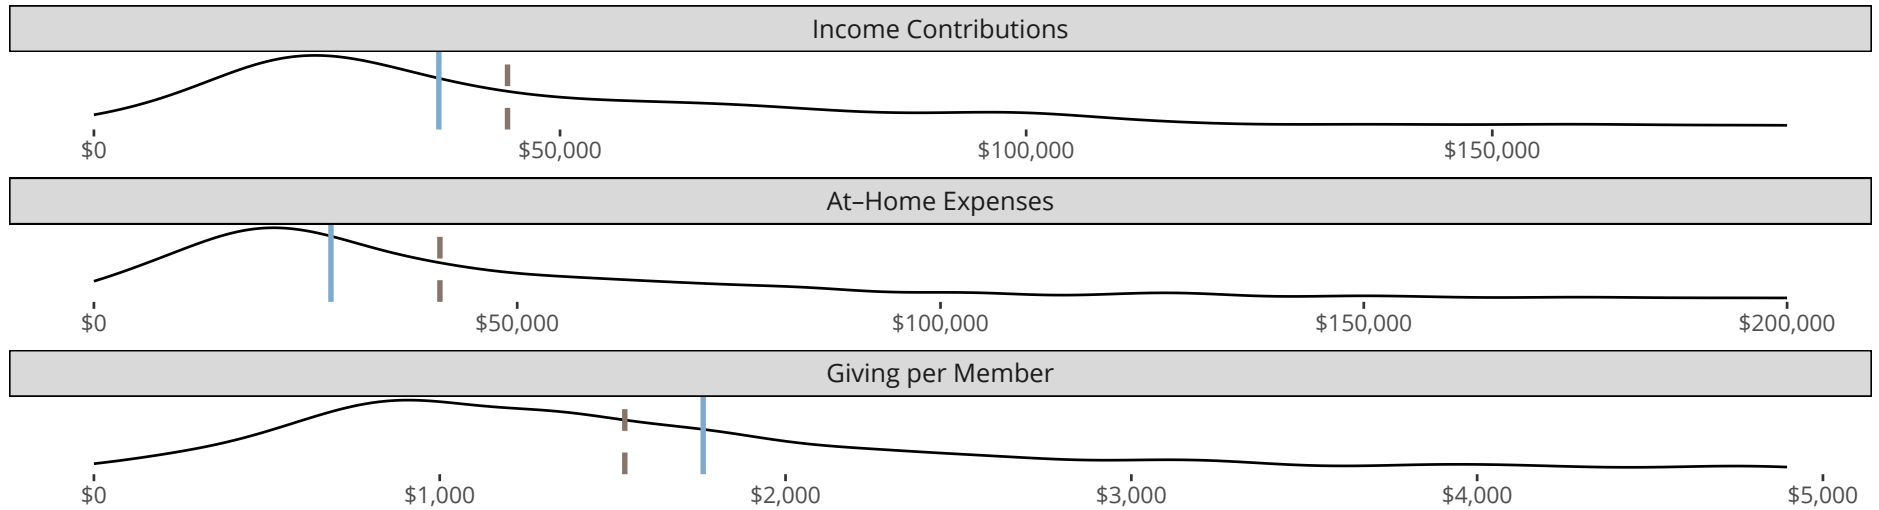 Income Contributions
$0 $50,000 $100,000 $150,000
At–Home Expenses
$0 $50,000 $100,000 $150,000 $200,000
Giving per Member
$0 $1,000 $2,000 $3,000 $4,000 $5,000